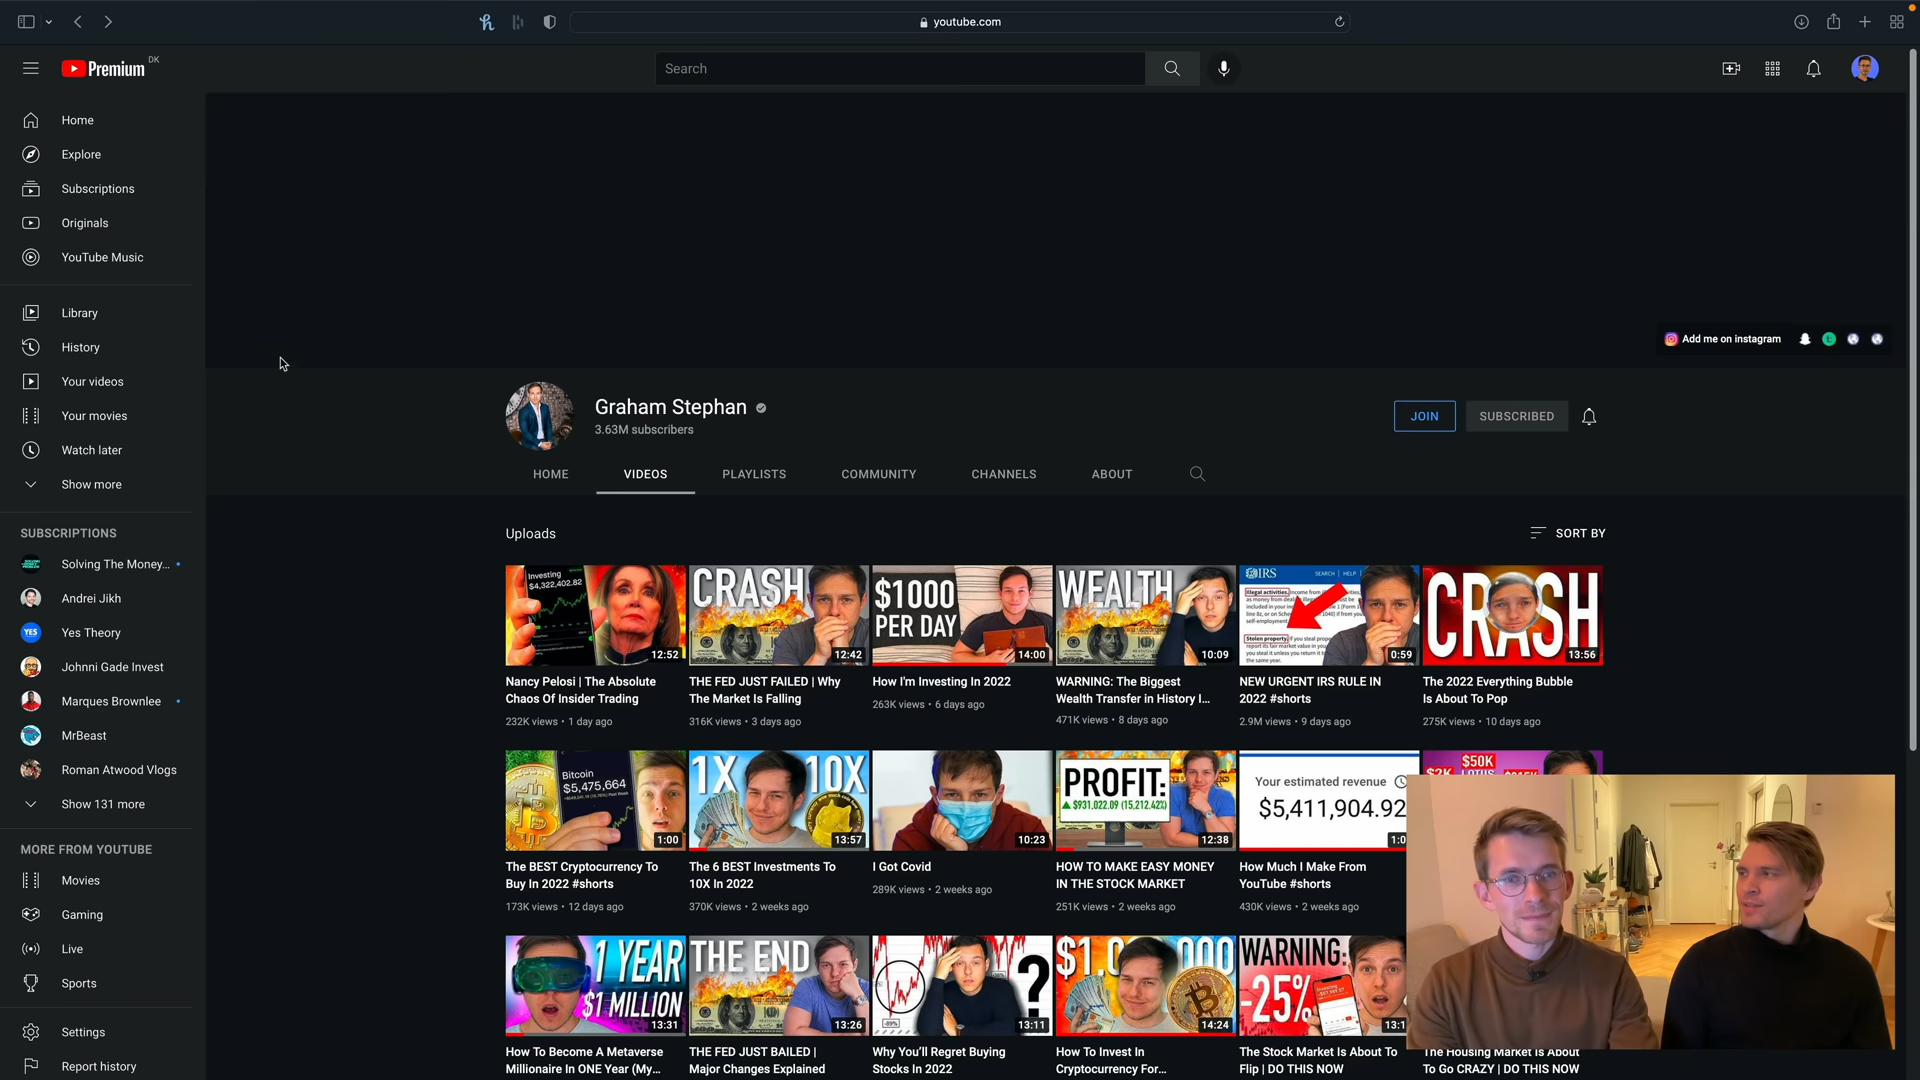 youtube.com
Premium DK
Search
Home
Explore
Subscriptions
Originals
YouTube Music
Library
History
Your videos
Your movies
Watch later
Show more
SUBSCRIPTIONS
Solving The Money...
Andrei Jikh
YES
Yes Theory
Johnni Gade Invest
Marques Brownlee
MrBeast
Roman Atwood Vlogs
Show 131 more
MORE FROM YOUTUBE
Movies
Gaming
Live
Sports
Settings
Report history
Add me on instagram
Graham Stephan
3.63M subscribers
JOIN
SUBSCRIBED
HOME
VIDEOS
PLAYLISTS
COMMUNITY
CHANNELS
ABOUT
Uploads
SORT BY
Investing
$4,322,402.82
12:52
Nancy Pelosi | The Absolute
Chaos Of Insider Trading
232K views • 1 day ago
CRASH
12:42
THE FED JUST FAILED | Why
The Market Is Falling
316K views • 3 days ago
$1000
PER DAY
14:00
How I'm Investing In 2022
263K views • 6 days ago
WEALTH
10:09
WARNING: The Biggest
Wealth Transfer in History I...
471K views • 8 days ago
IRS
SEARCH | HELP |
Illegal activities.
Stolen property.
0:59
NEW URGENT IRS RULE IN
2022 #shorts
2.9M views • 9 days ago
CRASH
13:56
The 2022 Everything Bubble
Is About To Pop
275K views • 10 days ago
Bitcoin
$5,475,664
1:00
The BEST Cryptocurrency To
Buy In 2022 #shorts
173K views • 12 days ago
1X
10X
13:57
The 6 BEST Investments To
10X In 2022
370K views • 2 weeks ago
10:23
I Got Covid
289K views • 2 weeks ago
PROFIT:
$931,022.09 (15,212.42%)
12:38
HOW TO MAKE EASY MONEY
IN THE STOCK MARKET
251K views • 2 weeks ago
Your estimated revenue
$5,411,904.92
1:0
How Much I Make From
YouTube #shorts
430K views • 2 weeks ago
$50K
1 YEAR
$1 MILLION
13:31
How To Become A Metaverse
Millionaire In ONE Year (My...
THE END
13:26
THE FED JUST BAILED |
Major Changes Explained
?
13:11
Why You'll Regret Buying
Stocks In 2022
14:24
How To Invest In
Cryptocurrency For...
WARNING:
-25%
13:1
The Stock Market Is About To
Flip | DO THIS NOW
The Housing Market Is About
To Go CRAZY | DO THIS NOW